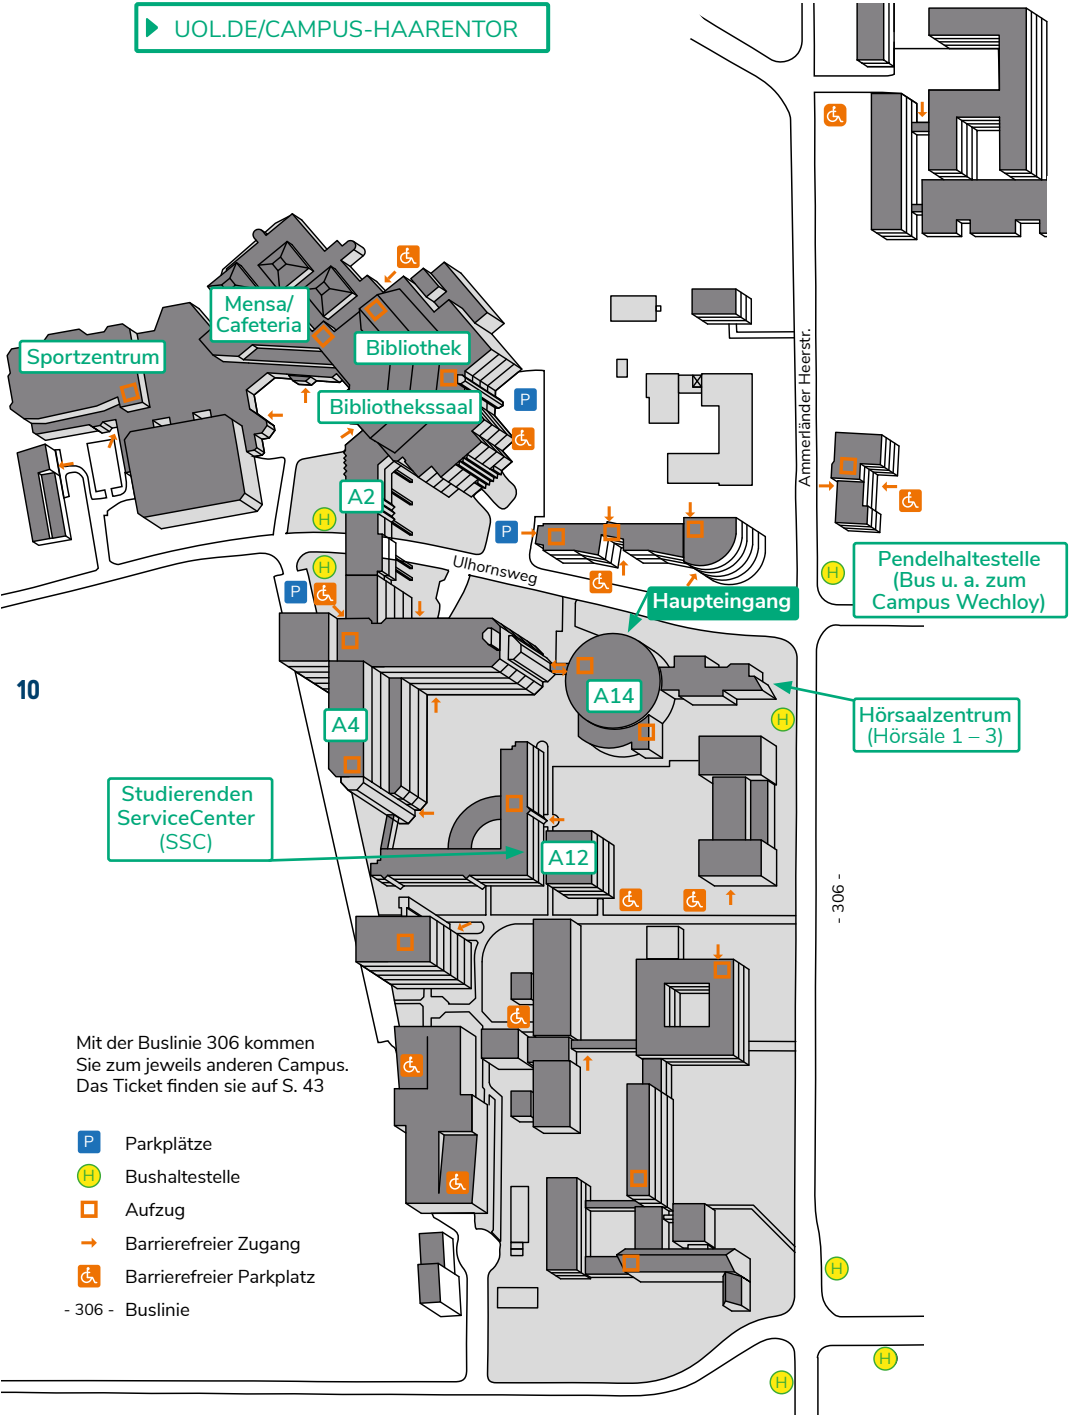 UOL.DE/CAMPUS-HAARENTOR
Mensa/
Cafeteria
Sportzentrum
Bibliothek
Bibliothekssaal
P
Ammerländer Heerstr.
A2
H
P
H
Ulhornsweg
P
Haupteingang
H
Pendelhaltestelle
(Bus u. a. zum
Campus Wechloy)
10
A14
A4
H
Hörsaalzentrum
(Hörsäle 1 – 3)
Studierenden
ServiceCenter
(SSC)
A12
- 306 -
Mit der Buslinie 306 kommen
Sie zum jeweils anderen Campus.
Das Ticket finden sie auf S. 43
P Parkplätze
H Bushaltestelle
Aufzug
Barrierefreier Zugang
Barrierefreier Parkplatz
- 306 - Buslinie
H
H
H